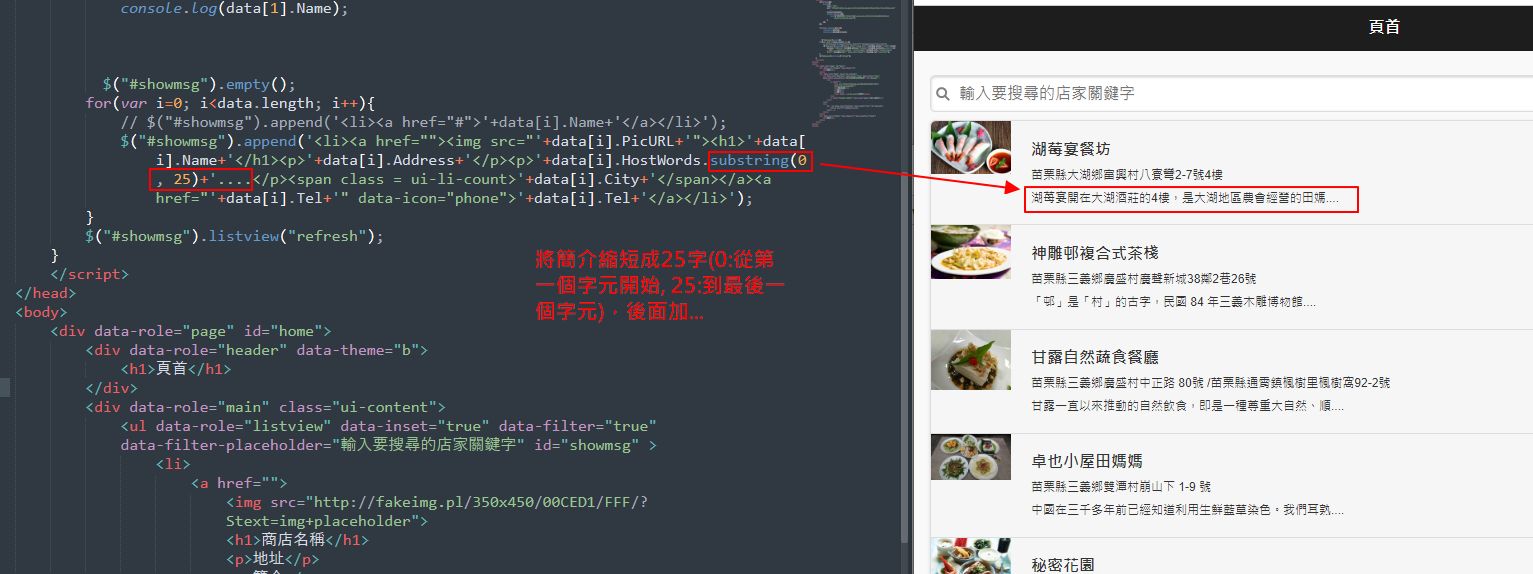 console.log(data[1].Name);
$("#showmsg").empty();
for(var i=0; i<data.length; i++){
// $("#showmsg").append('<li><a href="#">'+data[i].Name+'</a></li>');
$("#showmsg").append('<li><a href=""><img src="'+data[i].PicURL+'"><h1>'+data[
i].Name+'</h1><p>'+data[i].Address+'</p><p>'+data[i].HostWords.substring(0
, 25)+'....</p><span class = ui-li-count>'+data[i].City+'</span></a><a
href="'+data[i].Tel+'" data-icon="phone">'+data[i].Tel+'</a></li>');
}
$("#showmsg").listview("refresh");
}
</script>
</head>
<body>
<div data-role="page" id="home">
<div data-role="header" data-theme="b">
<h1>頁首</h1>
</div>
<div data-role="main" class="ui-content">
<ul data-role="listview" data-inset="true" data-filter="true"
data-filter-placeholder="輸入要搜尋的店家關鍵字" id="showmsg" >
<li>
<a href="">
<img src="http://fakeimg.pl/350x450/00CED1/FFF/?
Stext=img+placeholder">
<h1>商店名稱</h1>
<p>地址</p>
將簡介縮短成25字(0:從第
一個字元開始, 25:到最後一
個字元)，後面加...
頁首
輸入要搜尋的店家關鍵字
湖莓宴餐坊
苗栗縣大湖鄉富興村八寮彎2-7號4樓
湖莓宴開在大湖酒莊的4樓，是大湖地區農會經營的田媽....
神雕邨複合式茶棧
苗栗縣三義鄉廣盛村廣聲新城38鄰2巷26號
「邨」是「村」的古字，民國 84 年三義木雕博物館....
甘露自然蔬食餐廳
苗栗縣三義鄉廣盛村中正路 80號 /苗栗縣通霄鎮楓樹里楓樹窩92-2號
甘露一直以來推動的自然飲食，即是一種尊重大自然、順....
卓也小屋田媽媽
苗栗縣三義鄉雙潭村崩山下 1-9 號
中國在三千多年前已經知道利用生鮮藍草染色。我們耳熟....
秘密花園